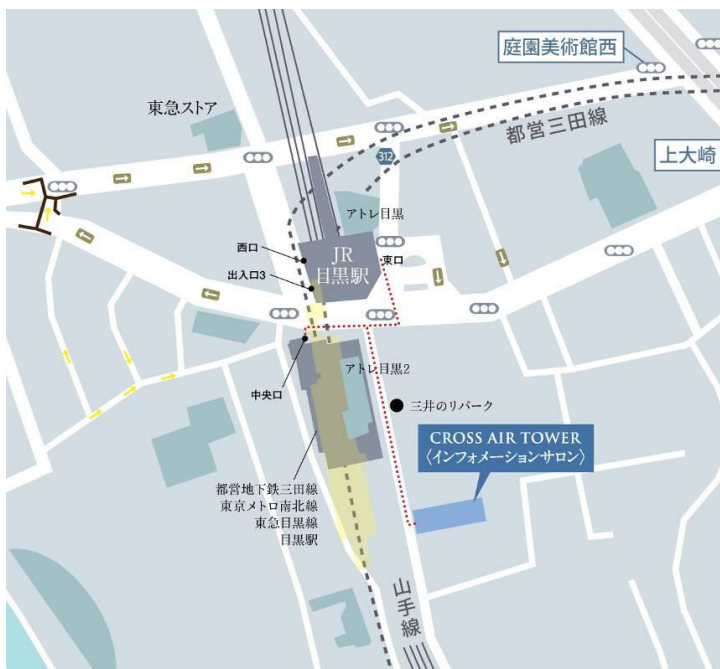 庭園美術館西
東急ストア
都営三田線
312
上大崎
アトレ目黒
西口
JR
目黒駅
東口
出入口3
アトレ目黒2
中央口
三井のリパーク
CROSS AIR TOWER
〈インフォメーションサロン〉
都営地下鉄三田線
東京メトロ南北線
東急目黒線
目黒駅
山手線